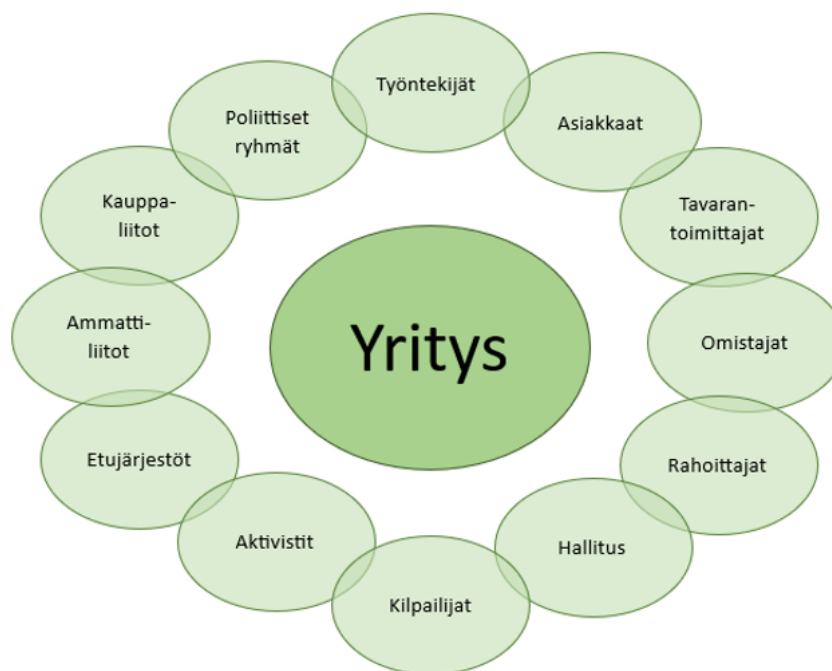 Työntekijät
Asiakkaat
Tavaran-
toimittajat
Omistajat
Rahoittajat
Hallitus
Kilpailijat
Aktivistit
Etujärjestöt
Ammatti-
liitot
Kauppa-
liitot
Poliittiset
ryhmät
Yritys